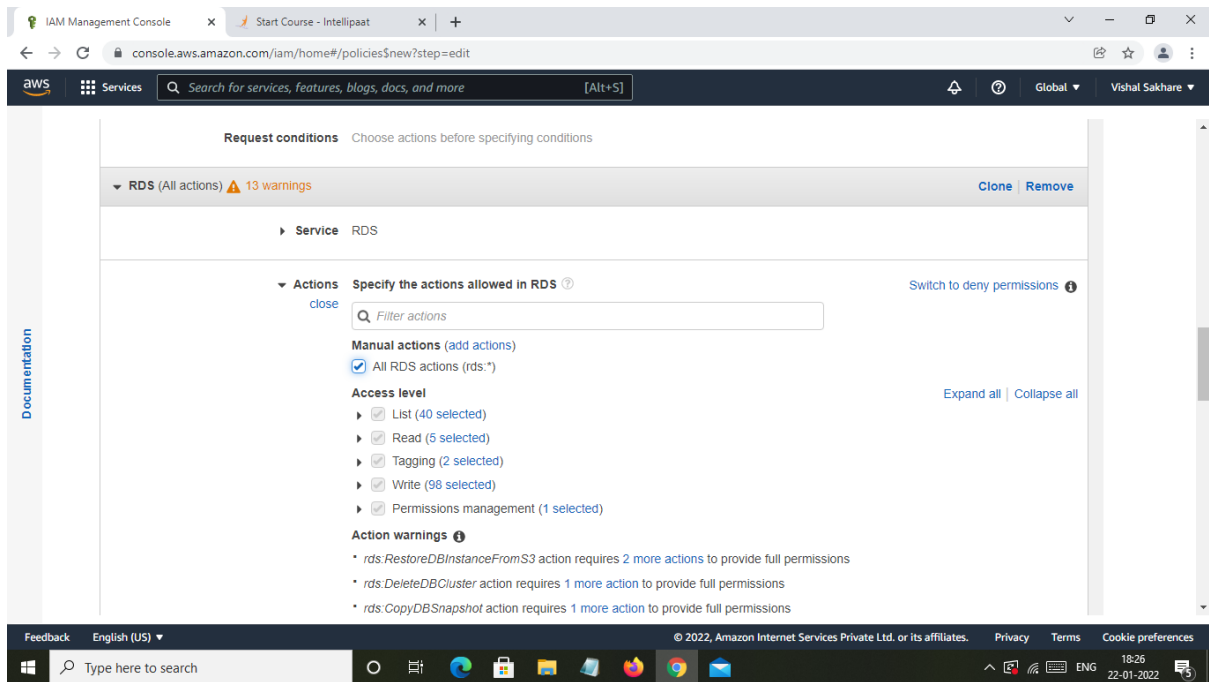 IAM Management Console
Start Course - Intellipaat
console.aws.amazon.com/iam/home#/policies$new?step=edit
aws Services Search for services, features, blogs, docs, and more [Alt+S] Global ▼ Vishal Sakhare ▼
Request conditions Choose actions before specifying conditions
RDS (All actions) 13 warnings Clone | Remove
Service RDS
Actions Specify the actions allowed in RDS Switch to deny permissions
close
Filter actions
Manual actions (add actions)
All RDS actions (rds:*)
Access level Expand all | Collapse all
List (40 selected)
Read (5 selected)
Tagging (2 selected)
Write (98 selected)
Permissions management (1 selected)
Action warnings
• rds:RestoreDBInstanceFromS3 action requires 2 more actions to provide full permissions
• rds:DeleteDBCluster action requires 1 more action to provide full permissions
• rds:CopyDBSnapshot action requires 1 more action to provide full permissions
Documentation
Feedback English (US) ▼ © 2022, Amazon Internet Services Private Ltd. or its affiliates. Privacy Terms Cookie preferences
Type here to search ENG 18:26
22-01-2022 5